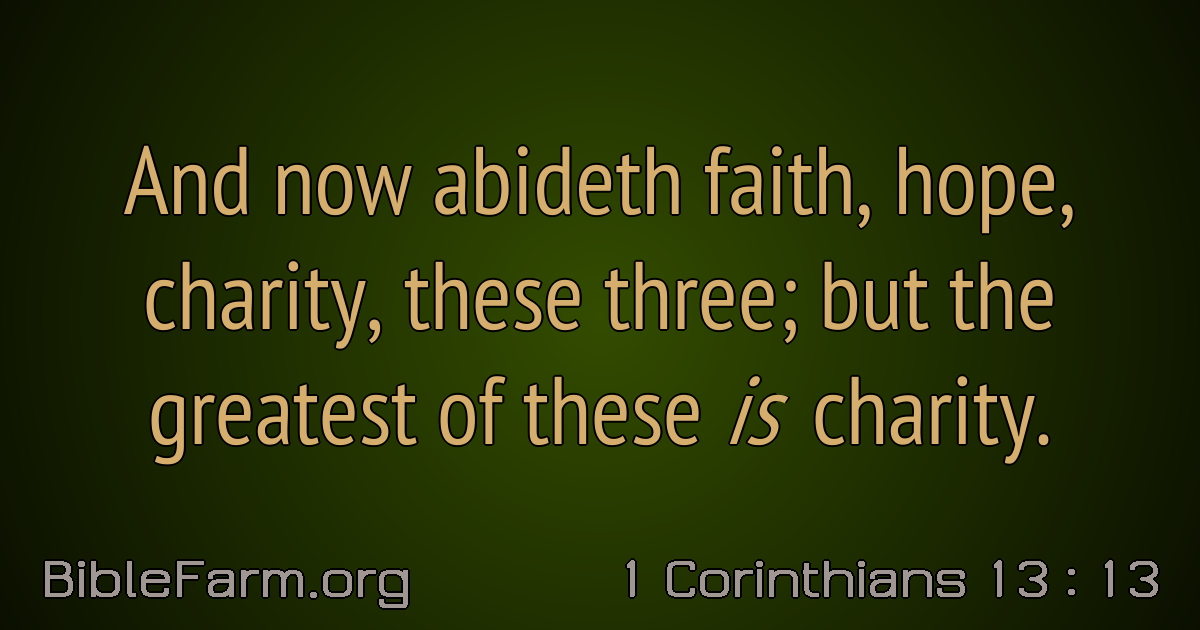 And now abideth faith, hope,
charity, these three; but the
greatest of these is charity.
BibleFarm.org
1 Corinthians 13 : 13